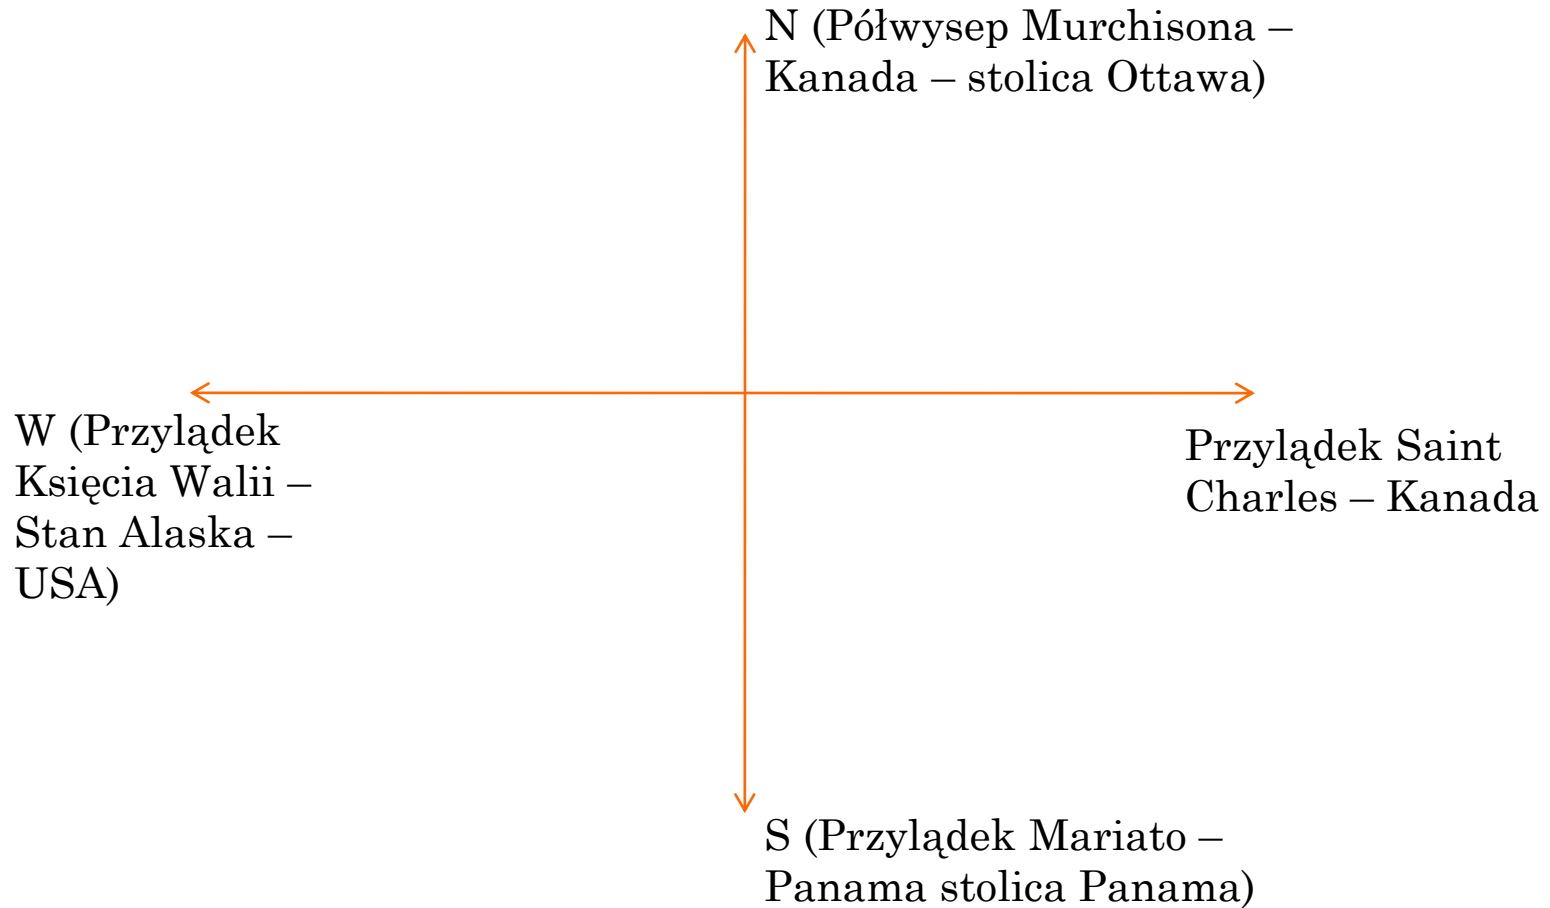 N (Półwysep Murchisona –
Kanada – stolica Ottawa)
W (Przylądek
Księcia Walii –
Stan Alaska –
USA)
Przylądek Saint
Charles – Kanada
S (Przylądek Mariato –
Panama stolica Panama)